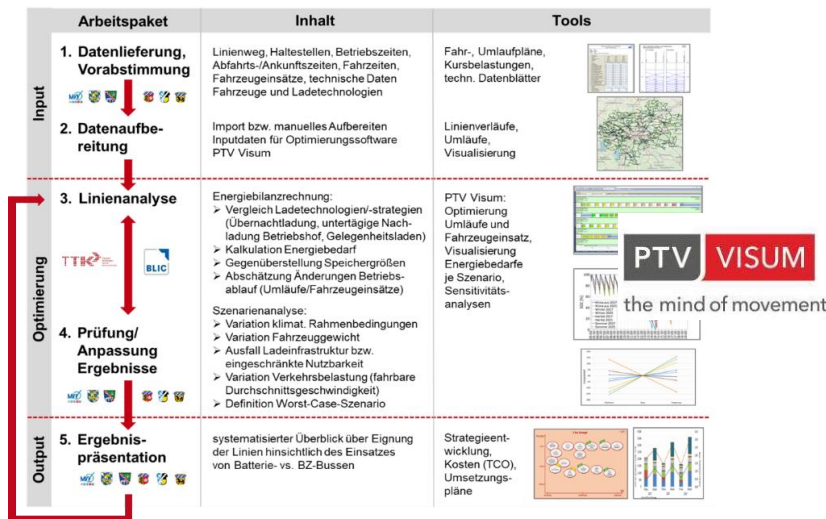 Arbeitspaket
Inhalt
Tools
Input
1. Datenlieferung,
Vorabstimmung
Linienweg, Haltestellen, Betriebszeiten,
Abfahrts-/Ankunftszeiten, Fahrzeiten,
Fahrzeugeinsätze, technische Daten
Fahrzeuge und Ladetechnologien
Fahr-, Umlaufpläne,
Kursbelastungen,
techn. Datenblätter
2. Datenaufbe-
reitung
Import bzw. manuelles Aufbereiten
Inputdaten für Optimierungssoftware
PTV Visum
Linienverläufe,
Umläufe,
Visualisierung
Optimierung
3. Linienanalyse
TTK
BLIC
Energiebilanzrechnung:
➢ Vergleich Ladetechnologien/-strategien
(Übernachtladung, untertägige Nach-
ladung Betriebshof, Gelegenheitsladen)
➢ Kalkulation Energiebedarf
➢ Gegenüberstellung Speichergrößen
➢ Abschätzung Änderungen Betriebs-
ablauf (Umläufe/Fahrzeugeinsätze)
PTV Visum:
Optimierung
Umläufe und
Fahrzeugeinsatz,
Visualisierung
Energiebedarfe
je Szenario,
Sensitivitäts-
analysen
PTV VISUM
the mind of movement
4. Prüfung/
Anpassung
Ergebnisse
Szenarienanalyse:
➢ Variation klimat. Rahmenbedingungen
➢ Variation Fahrzeuggewicht
➢ Ausfall Ladeinfrastruktur bzw.
eingeschränkte Nutzbarkeit
➢ Variation Verkehrsbelastung (fahrbare
Durchschnittsgeschwindigkeit)
➢ Definition Worst-Case-Szenario
Output
5. Ergebnis-
präsentation
systematisierter Überblick über Eignung
der Linien hinsichtlich des Einsatzes
von Batterie- vs. BZ-Bussen
Strategieent-
wicklung,
Kosten (TCO),
Umsetzungs-
pläne